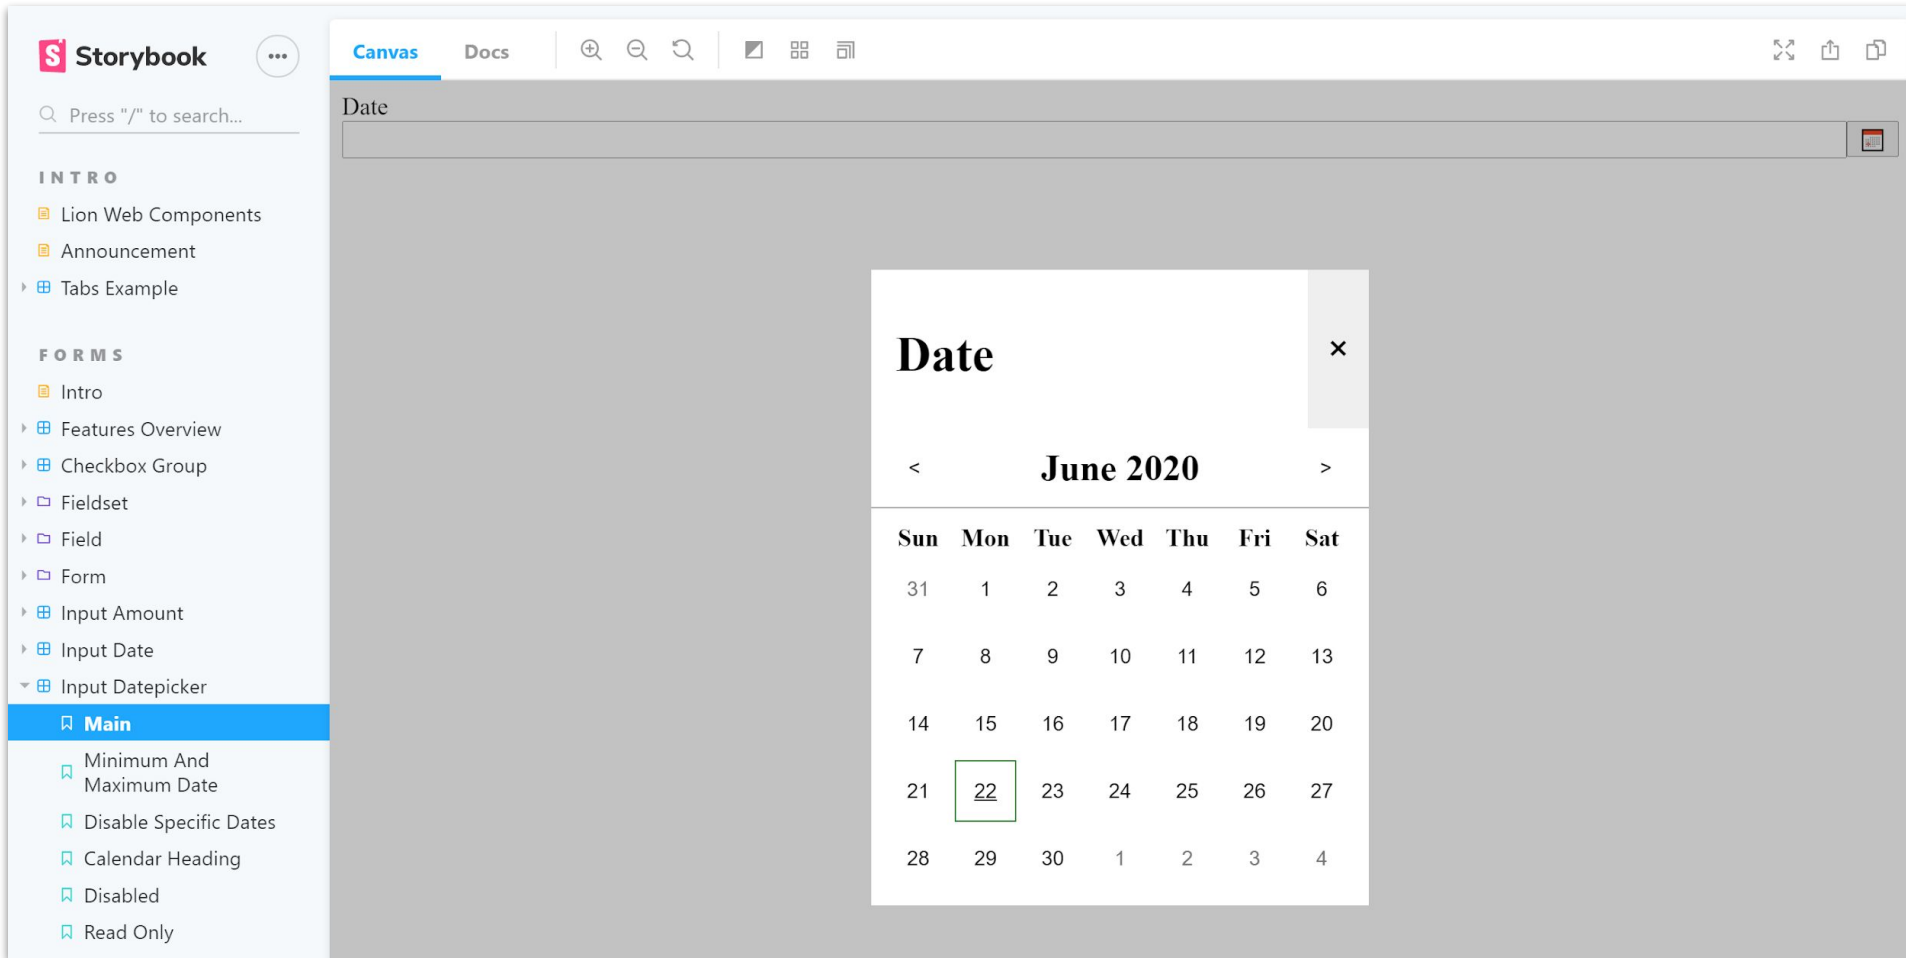 Storybook
Canvas Docs
Press "/" to search...
INTRO
Lion Web Components
Announcement
Tabs Example
FORMS
Intro
Features Overview
Checkbox Group
Fieldset
Field
Form
Input Amount
Input Date
Input Datepicker
Main
Minimum And
Maximum Date
Disable Specific Dates
Calendar Heading
Disabled
Read Only
Date
Date
×
< June 2020 >
Sun Mon Tue Wed Thu Fri Sat
31 1 2 3 4 5 6
7 8 9 10 11 12 13
14 15 16 17 18 19 20
21 22 23 24 25 26 27
28 29 30 1 2 3 4